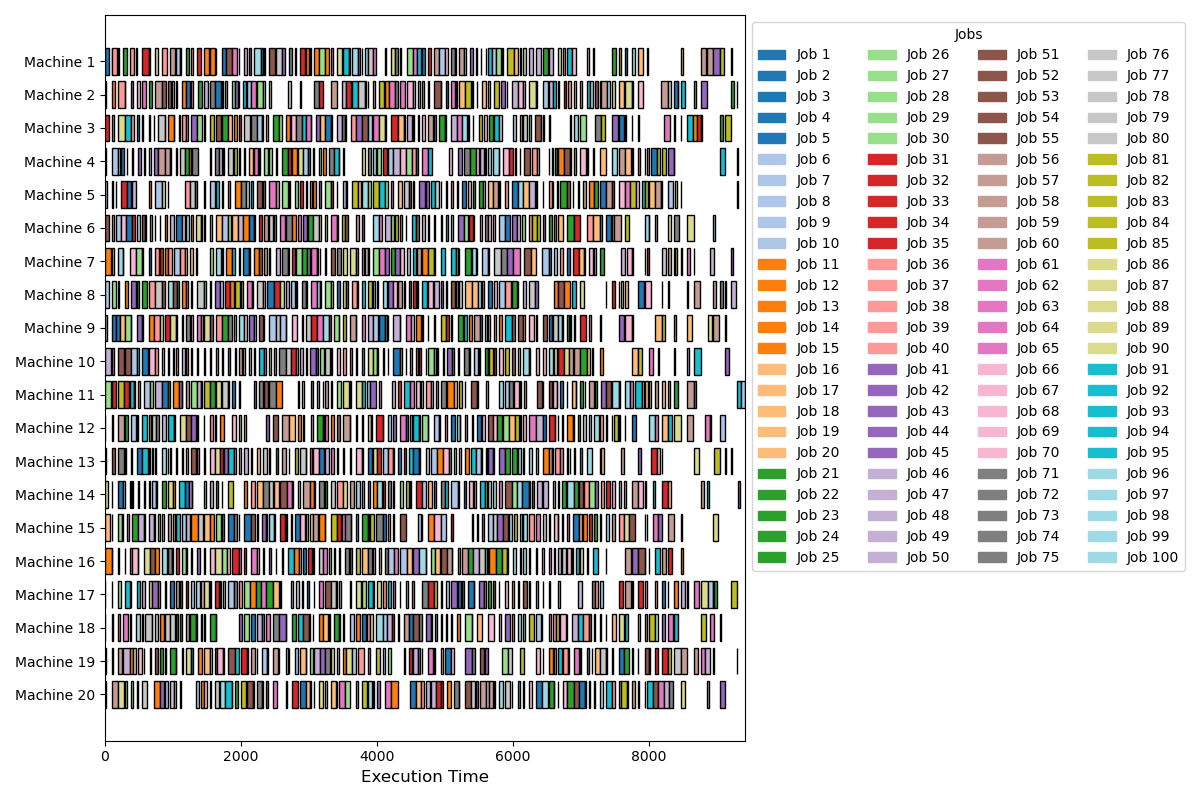 Machine 1
Machine 2
Machine 3
Machine 4
Machine 5
Machine 6
Machine 7
Machine 8
Machine 9
Machine 10
Machine 11
Machine 12
Machine 13
Machine 14
Machine 15
Machine 16
Machine 17
Machine 18
Machine 19
Machine 20
0 2000 4000 6000 8000
Execution Time
Jobs
Job 1 Job 26 Job 51 Job 76
Job 2 Job 27 Job 52 Job 77
Job 3 Job 28 Job 53 Job 78
Job 4 Job 29 Job 54 Job 79
Job 5 Job 30 Job 55 Job 80
Job 6 Job 31 Job 56 Job 81
Job 7 Job 32 Job 57 Job 82
Job 8 Job 33 Job 58 Job 83
Job 9 Job 34 Job 59 Job 84
Job 10 Job 35 Job 60 Job 85
Job 11 Job 36 Job 61 Job 86
Job 12 Job 37 Job 62 Job 87
Job 13 Job 38 Job 63 Job 88
Job 14 Job 39 Job 64 Job 89
Job 15 Job 40 Job 65 Job 90
Job 16 Job 41 Job 66 Job 91
Job 17 Job 42 Job 67 Job 92
Job 18 Job 43 Job 68 Job 93
Job 19 Job 44 Job 69 Job 94
Job 20 Job 45 Job 70 Job 95
Job 21 Job 46 Job 71 Job 96
Job 22 Job 47 Job 72 Job 97
Job 23 Job 48 Job 73 Job 98
Job 24 Job 49 Job 74 Job 99
Job 25 Job 50 Job 75 Job 100